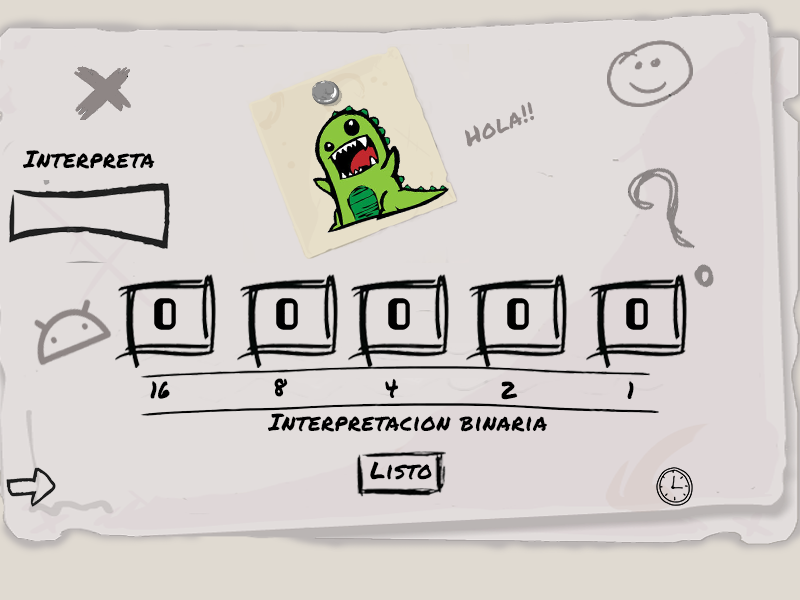 HOLA!!
INTERPRETA
0 0 0 0 0
16 8 4 2 1
INTERPRETACION BINARIA
LISTO